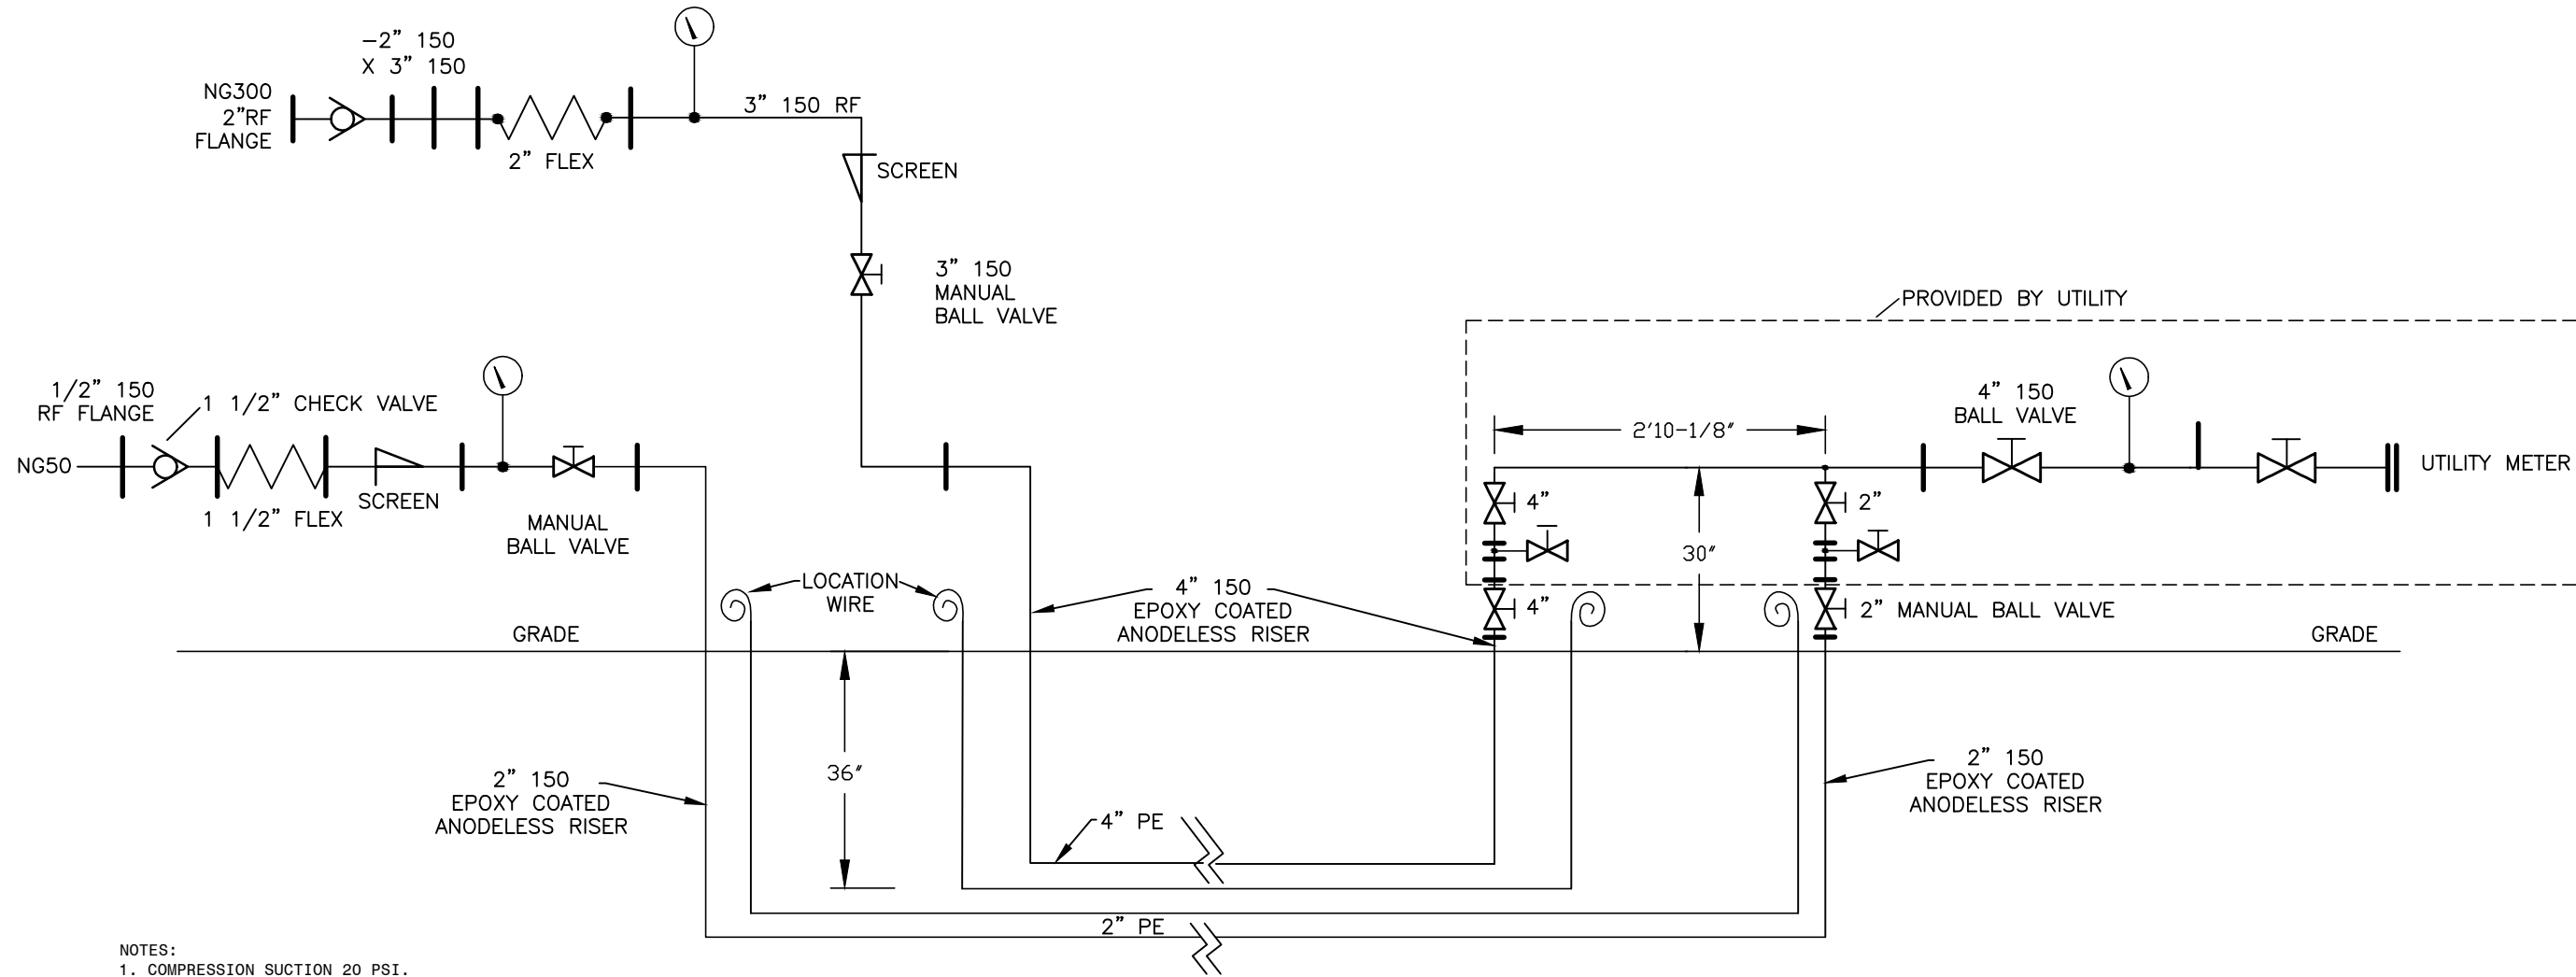 -2" 150
X 3" 150
NG300
2"RF
FLANGE
2" FLEX
3" 150 RF
SCREEN
3" 150
MANUAL
BALL VALVE
PROVIDED BY UTILITY
1/2" 150
RF FLANGE
1 1/2" CHECK VALVE
NG50
SCREEN
1 1/2" FLEX
MANUAL
BALL VALVE
2'10-1/8"
4" 150
BALL VALVE
UTILITY METER
4"
2"
30"
LOCATION
WIRE
4" 150
EPOXY COATED
ANODELESS RISER
4"
2" MANUAL BALL VALVE
GRADE
GRADE
36"
2" 150
EPOXY COATED
ANODELESS RISER
2" 150
EPOXY COATED
ANODELESS RISER
4" PE
2" PE
NOTES:
1. COMPRESSION SUCTION 20 PSI.